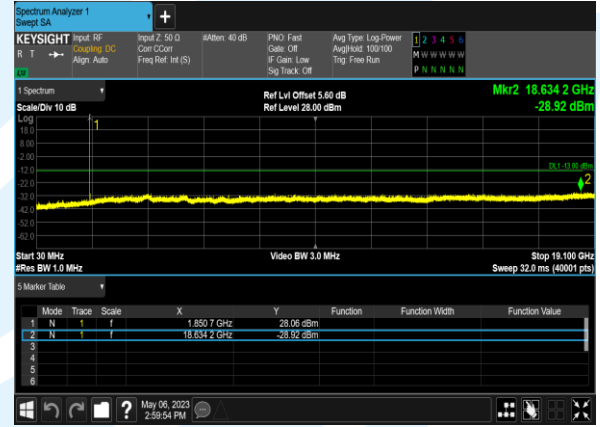 Spectrum Analyzer 1
Swept SA
+
KEYSIGHT Input: RF Input Z: 50 Ω #Atten: 40 dB PNO: Fast Avg Type: Log-Power 1 2 3 4 5 6
R T Coupling: DC Corr CCorr Gate: Off Avg|Hold: 100/100 M W W W W W
Align: Auto Freq Ref: Int (S) IF Gain: Low Trig: Free Run P N N N N N
Sig Track: Off
1 Spectrum Ref Lvl Offset 5.60 dB Mkr2 18.634 2 GHz
Scale/Div 10 dB Ref Level 28.00 dBm -28.92 dBm
Log
1
18.0
8.00
-2.00
-12.0 DL1 -13.00 dBm
-22.0 2
-32.0
-42.0
-52.0
-62.0
Start 30 MHz Video BW 3.0 MHz Stop 19.100 GHz
#Res BW 1.0 MHz Sweep 32.0 ms (40001 pts)
5 Marker Table
Mode Trace Scale X Y Function Function Width Function Value
1 N 1 f 1.850 7 GHz 28.06 dBm
2 N 1 f 18.634 2 GHz -28.92 dBm
3
4
5
6
? May 06, 2023
2:59:54 PM